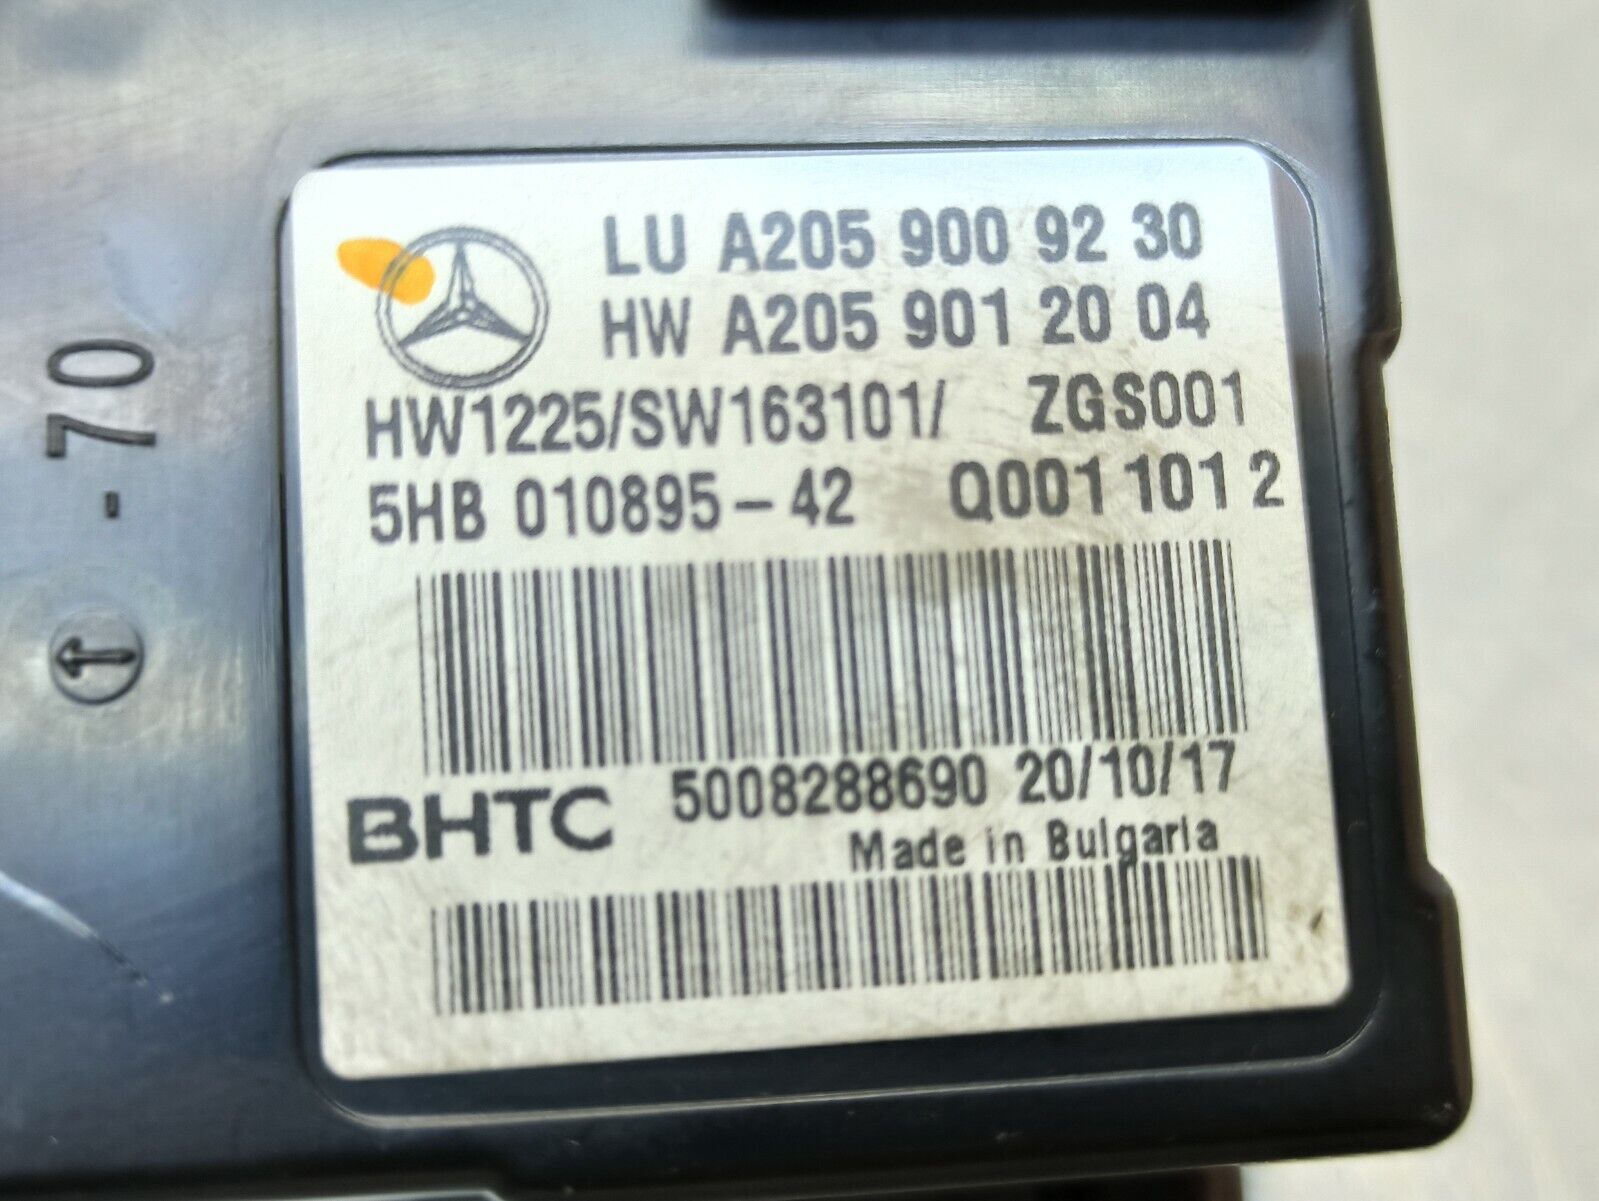 LU A205 900 92 30
HW A205 901 20 04
HW1225/SW163101/ ZGS001
5HB 010895-42 Q001 101 2
BHTC 5008288690 20/10/17
Made in Bulgaria
70 -